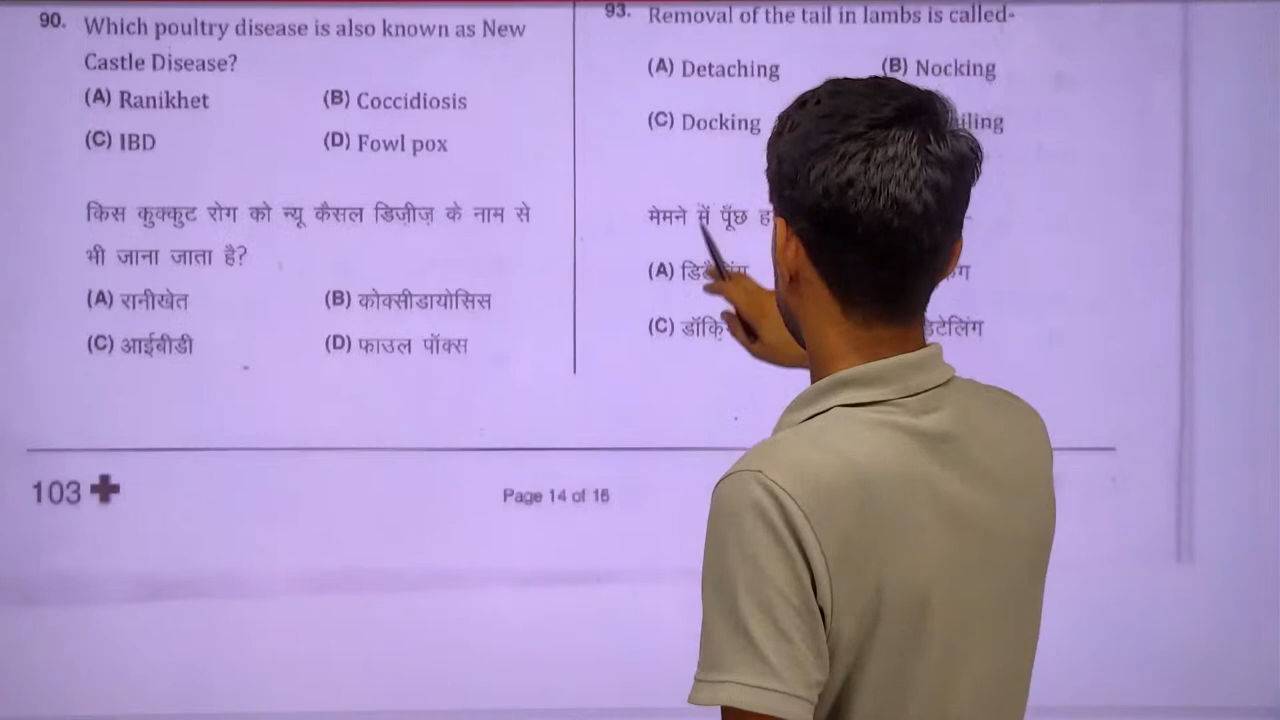 90. Which poultry disease is also known as New
Castle Disease?
(A) Ranikhet (B) Coccidiosis
(C) IBD (D) Fowl pox
किस कुक्कुट रोग को न्यू कैसल डिज़ीज़ के नाम से
भी जाना जाता है?
(A) रानीखेत (B) कोक्सीडायोसिस
(C) आईबीडी (D) फाउल पॉक्स
93. Removal of the tail in lambs is called-
(A) Detaching (B) Nocking
(C) Docking
मेमने में पूँछ
(A)
(C)
103+ Page 14 of 16